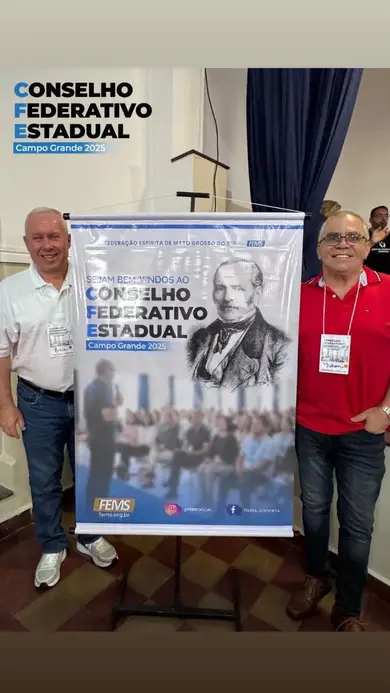 CONSELHO
FEDERATIVO
ESTADUAL
Campo Grande 2025
FEDERAÇÃO ESPÍRITA DE MATO GROSSO DO SUL
FEMS
SEJAM BEM VINDOS AO
CONSELHO
FEDERATIVO
ESTADUAL
Campo Grande 2025
FEMS
fems.org.br